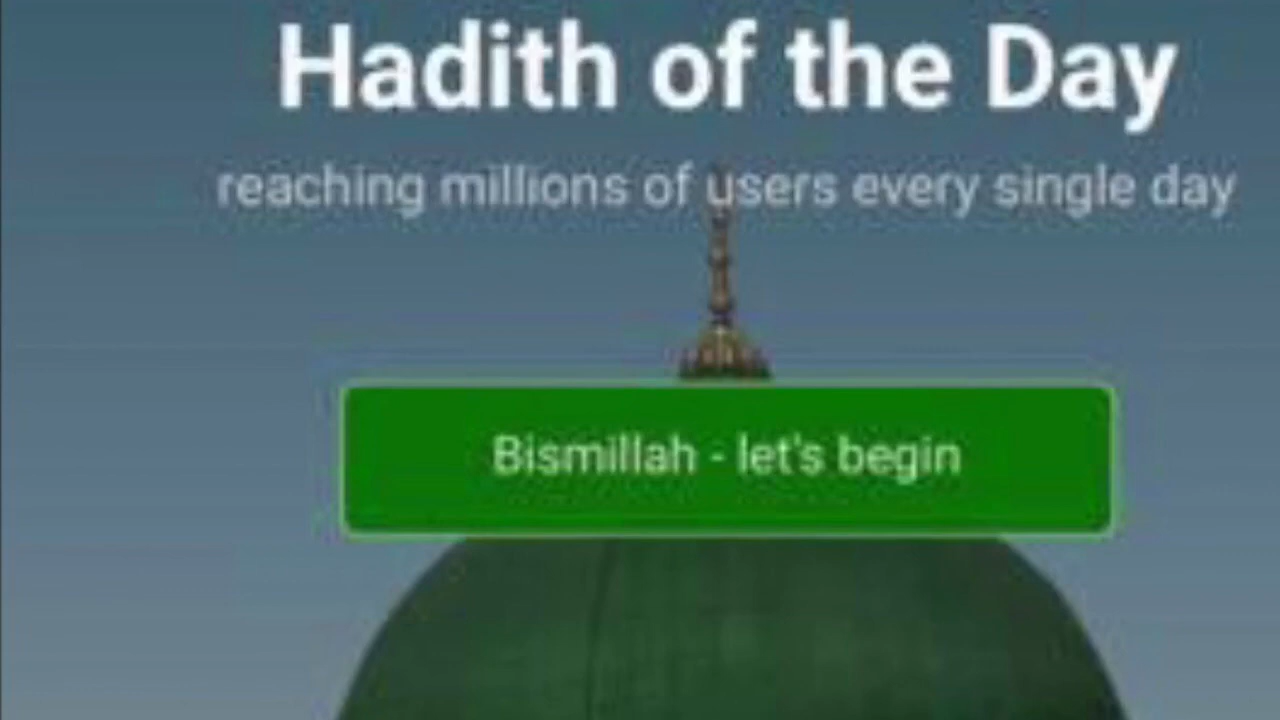 Hadith of the Day
reaching millions of users every single day
Bismillah - let's begin